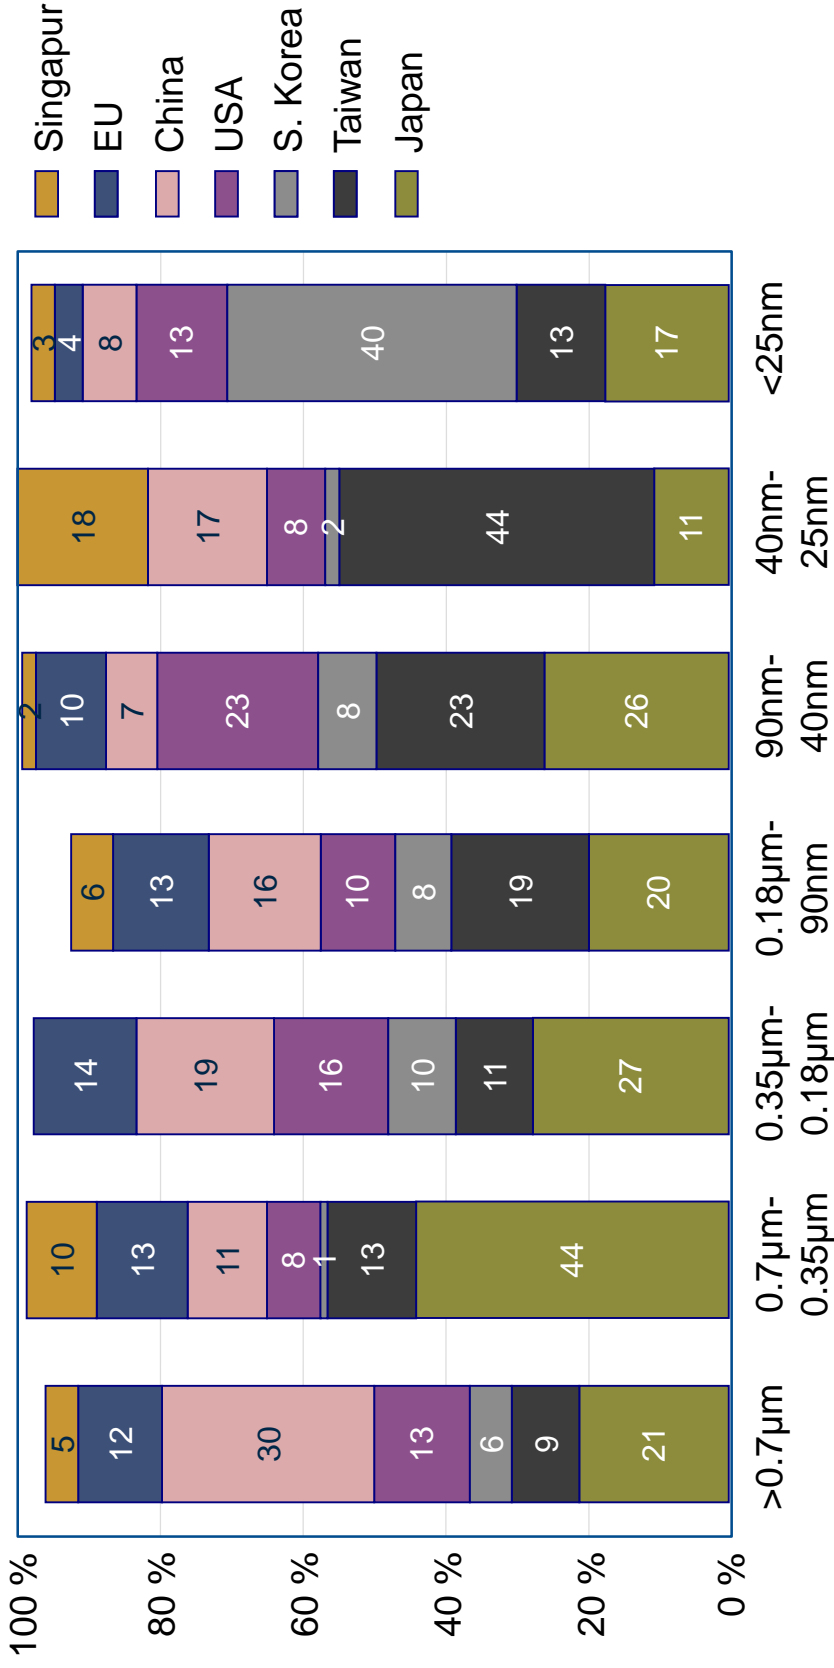 100 %
80 %
60 %
40 %
20 %
0 %
5
12
30
13
6
9
21
10
13
11
8
1
13
44
14
19
16
10
11
27
6
13
16
10
8
19
20
2
10
7
23
8
23
26
18
17
8
2
44
11
3
4
8
13
40
13
17
>0.7µm
0.7µm-
0.35µm
0.35µm-
0.18µm
0.18µm-
90nm
90nm-
40nm
40nm-
25nm
<25nm
Singapur
EU
China
USA
S. Korea
Taiwan
Japan